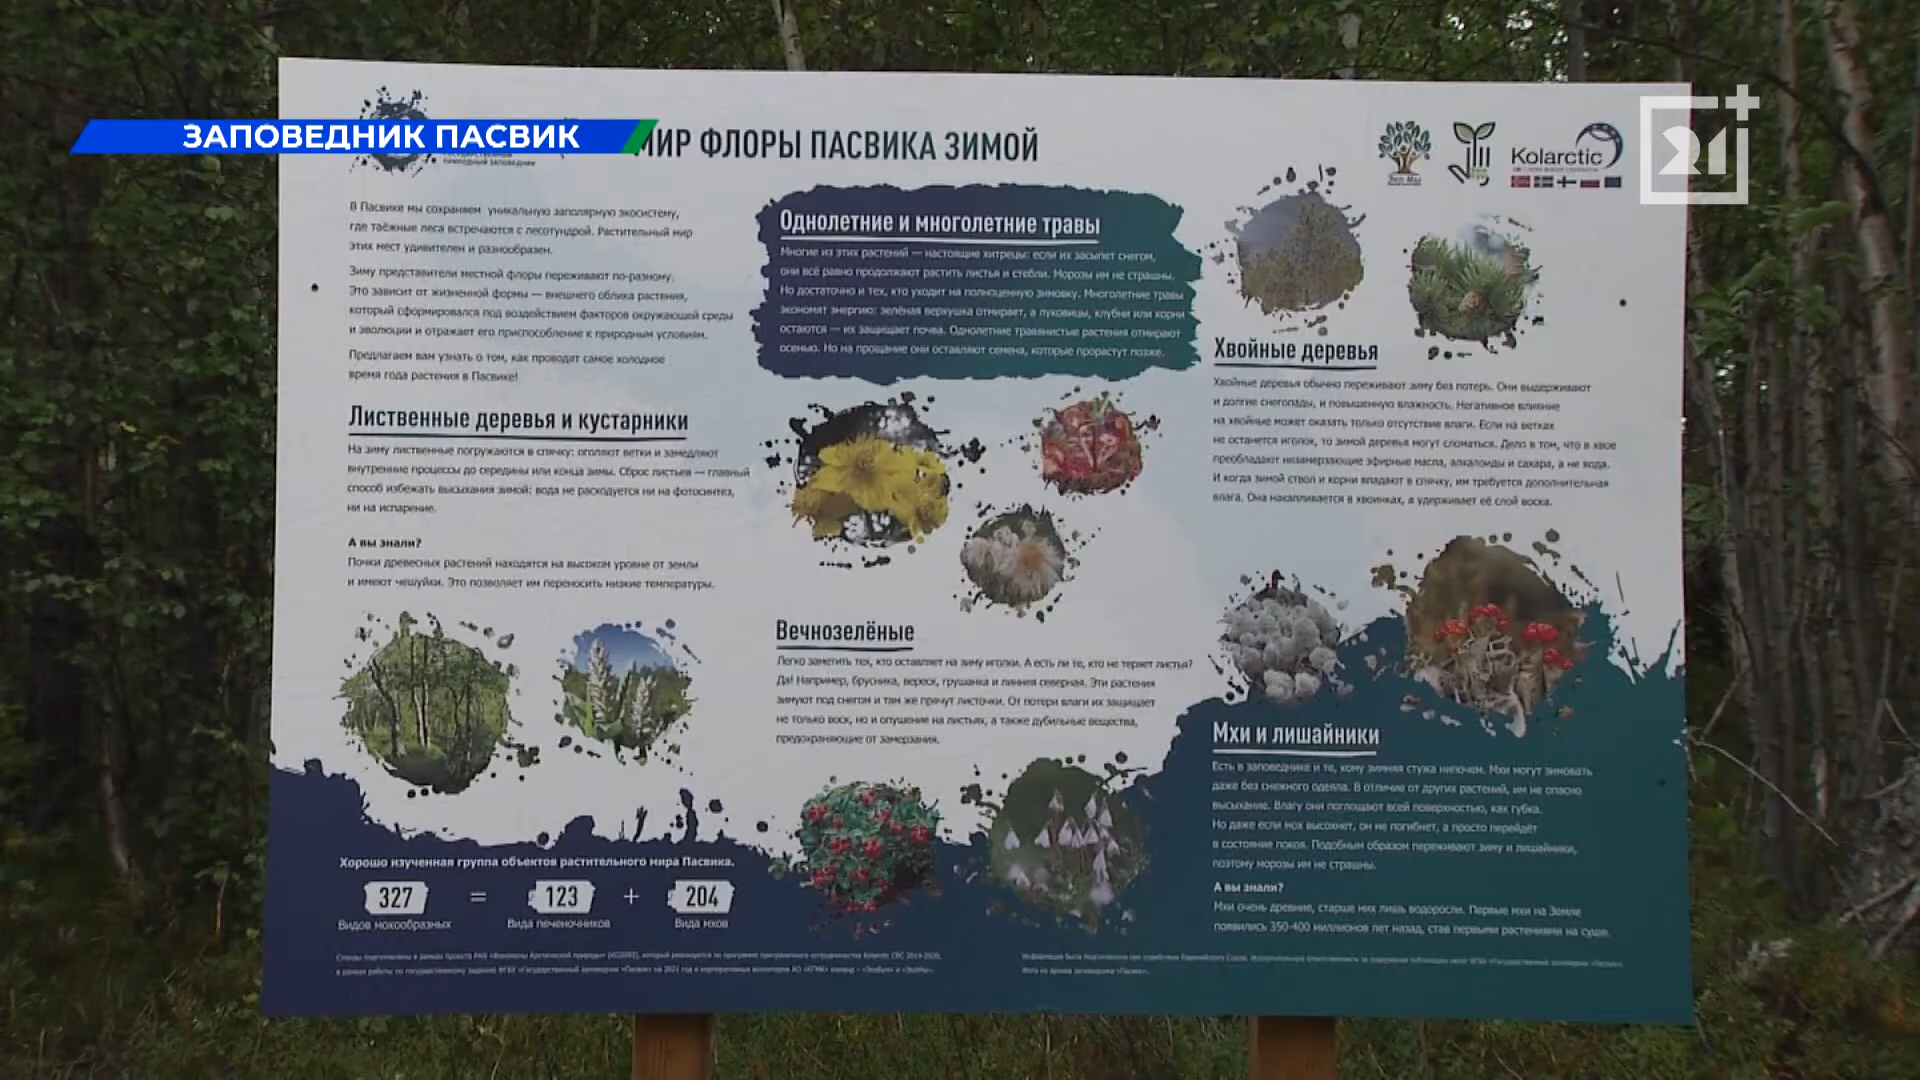 ЗАПОВЕДНИК ПАСВИК
21+
ПРИРОДНЫЙ ЗАПОВЕДНИК
МИР ФЛОРЫ ПАСВИКА ЗИМОЙ
Эко Мы
Kolarctic
В Пасвике мы сохраняем уникальную заполярную экосистему,
где таёжные леса встречаются с лесотундрой. Растительный мир
этих мест удивителен и разнообразен.
Зиму представители местной флоры переживают по-разному.
Это зависит от жизненной формы — внешнего облика растения,
который сформировался под воздействием факторов окружающей среды
и эволюции и отражает его приспособление к природным условиям.
Предлагаем вам узнать о том, как проводят самое холодное
время года растения в Пасвике!
Лиственные деревья и кустарники
На зиму лиственные погружаются в спячку: оголяют ветки и замедляют
внутренние процессы до середины или конца зимы. Сброс листьев — главный
способ избежать высыхания зимой: вода не расходуется ни на фотосинтез,
ни на испарение.
А вы знали?
Почки древесных растений находятся на высоком уровне от земли
и имеют чешуйки. Это позволяет им переносить низкие температуры.
Хорошо изученная группа объектов растительного мира Пасвика.
327 = 123 + 204
Видов мохообразных Вида печеночников Вида мхов
Однолетние и многолетние травы
Многие из этих растений — настоящие хитрецы: если их засыпет снегом,
они всё равно продолжают растить листья и стебли. Морозы им не страшны.
Но достаточно и тех, кто уходит на полноценную зимовку. Многолетние травы
экономят энергию: зелёная верхушка отмирает, а луковицы, клубни или корни
остаются — их защищает почва. Однолетние травянистые растения отмирают
осенью. Но на прощание они оставляют семена, которые прорастут позже.
Вечнозелёные
Легко заметить тех, кто оставляет на зиму иголки. А есть ли те, кто не теряет листья?
Да! Например, брусника, вереск, грушанка и линнея северная. Эти растения
зимуют под снегом и там же прячут листочки. От потери влаги их защищает
не только воск, но и опушение на листьях, а также дубильные вещества,
предохраняющие от замерзания.
Хвойные деревья
Хвойные деревья обычно переживают зиму без потерь. Они выдерживают
и долгие снегопады, и повышенную влажность. Негативное влияние
на хвойные может оказать только отсутствие влаги. Если на ветках
не останется иголок, то зимой деревья могут сломаться. Дело в том, что в хвое
преобладают незамерзающие эфирные масла, алкалоиды и сахара, а не вода.
И когда зимой ствол и корни впадают в спячку, им требуется дополнительная
влага. Она накапливается в хвоинках, а удерживает её слой воска.
Мхи и лишайники
Есть в заповеднике и те, кому зимняя стужа нипочем. Мхи могут зимовать
даже без снежного одеяла. В отличие от других растений, им не опасно
высыхание. Влагу они поглощают всей поверхностью, как губка.
Но даже если мох высохнет, он не погибнет, а просто перейдёт
в состояние покоя. Подобным образом переживают зиму и лишайники,
поэтому морозы им не страшны.
А вы знали?
Мхи очень древние, старше них лишь водоросли. Первые мхи на Земле
появились 350-400 миллионов лет назад, став первыми растениями на суше.